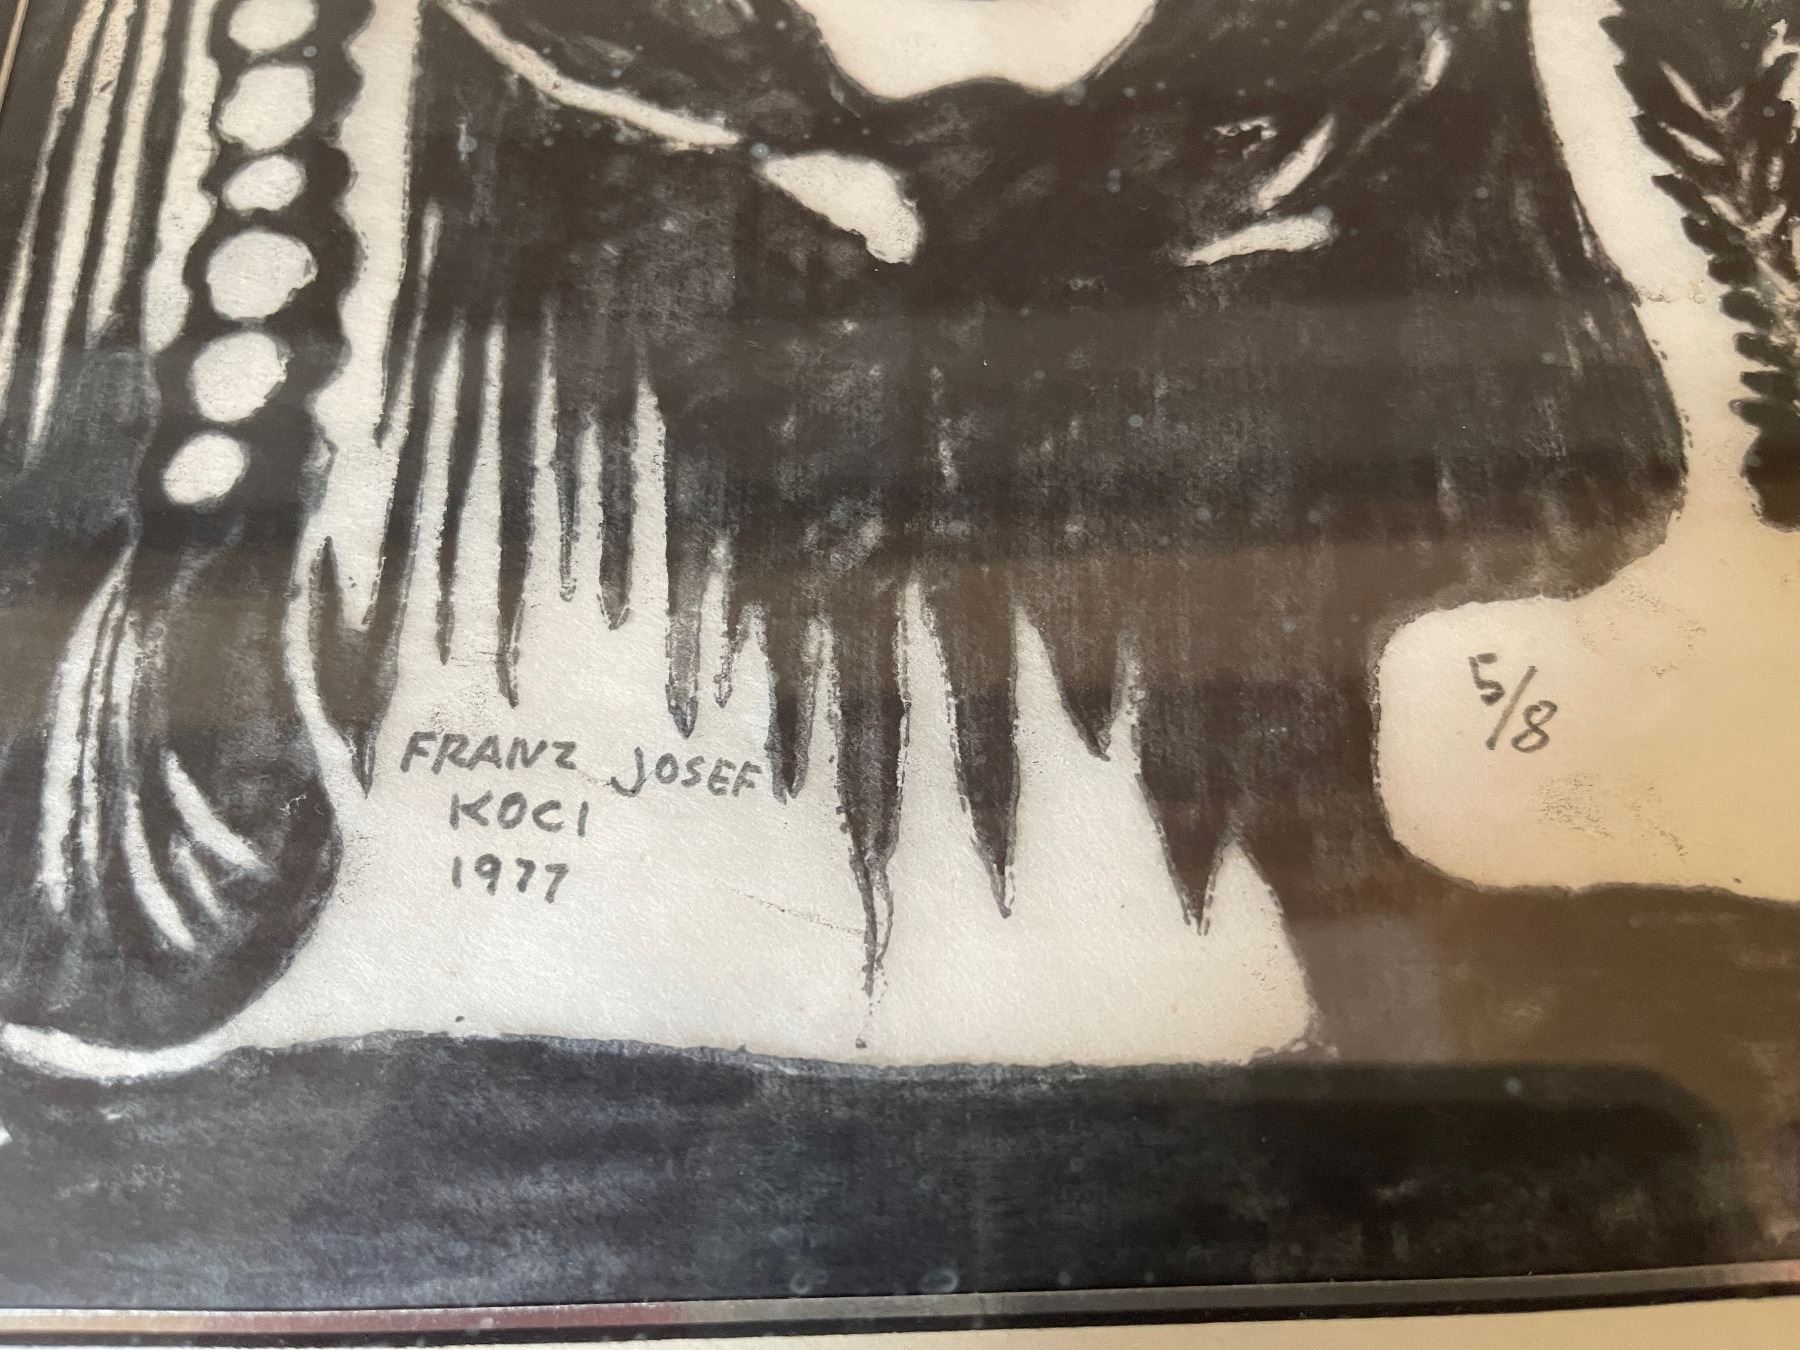 FRANZ JOSEF
KOCI
1977
5/8